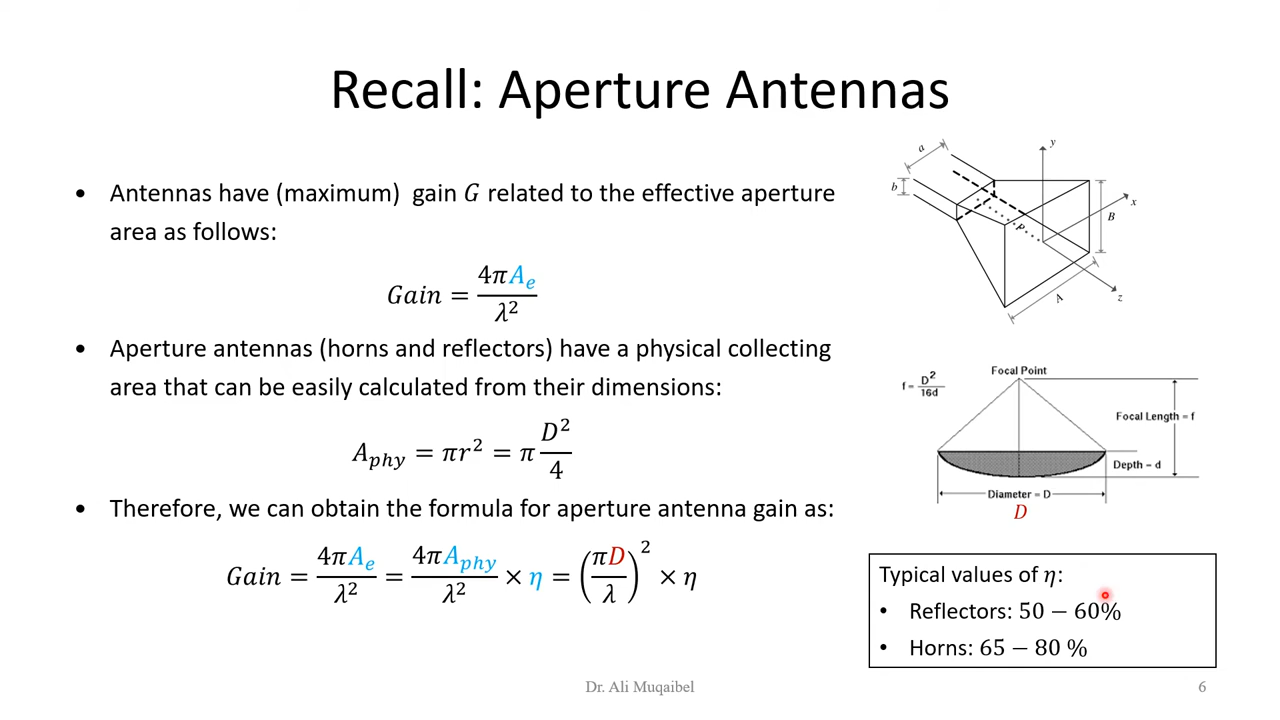 Recall: Aperture Antennas
• Antennas have (maximum) gain G related to the effective aperture
area as follows:
Gain = 4πA_e / λ²
• Aperture antennas (horns and reflectors) have a physical collecting
area that can be easily calculated from their dimensions:
A_phy = πr² = π D² / 4
• Therefore, we can obtain the formula for aperture antenna gain as:
Gain = 4πA_e / λ² = 4πA_phy / λ² × η = (πD / λ)² × η
a
b
y
x
B
P
A
z
Focal Point
f = D² / 16d
Focal Length = f
Depth = d
Diameter = D
D
Typical values of η:
• Reflectors: 50 − 60%
• Horns: 65 − 80 %
Dr. Ali Muqaibel
6